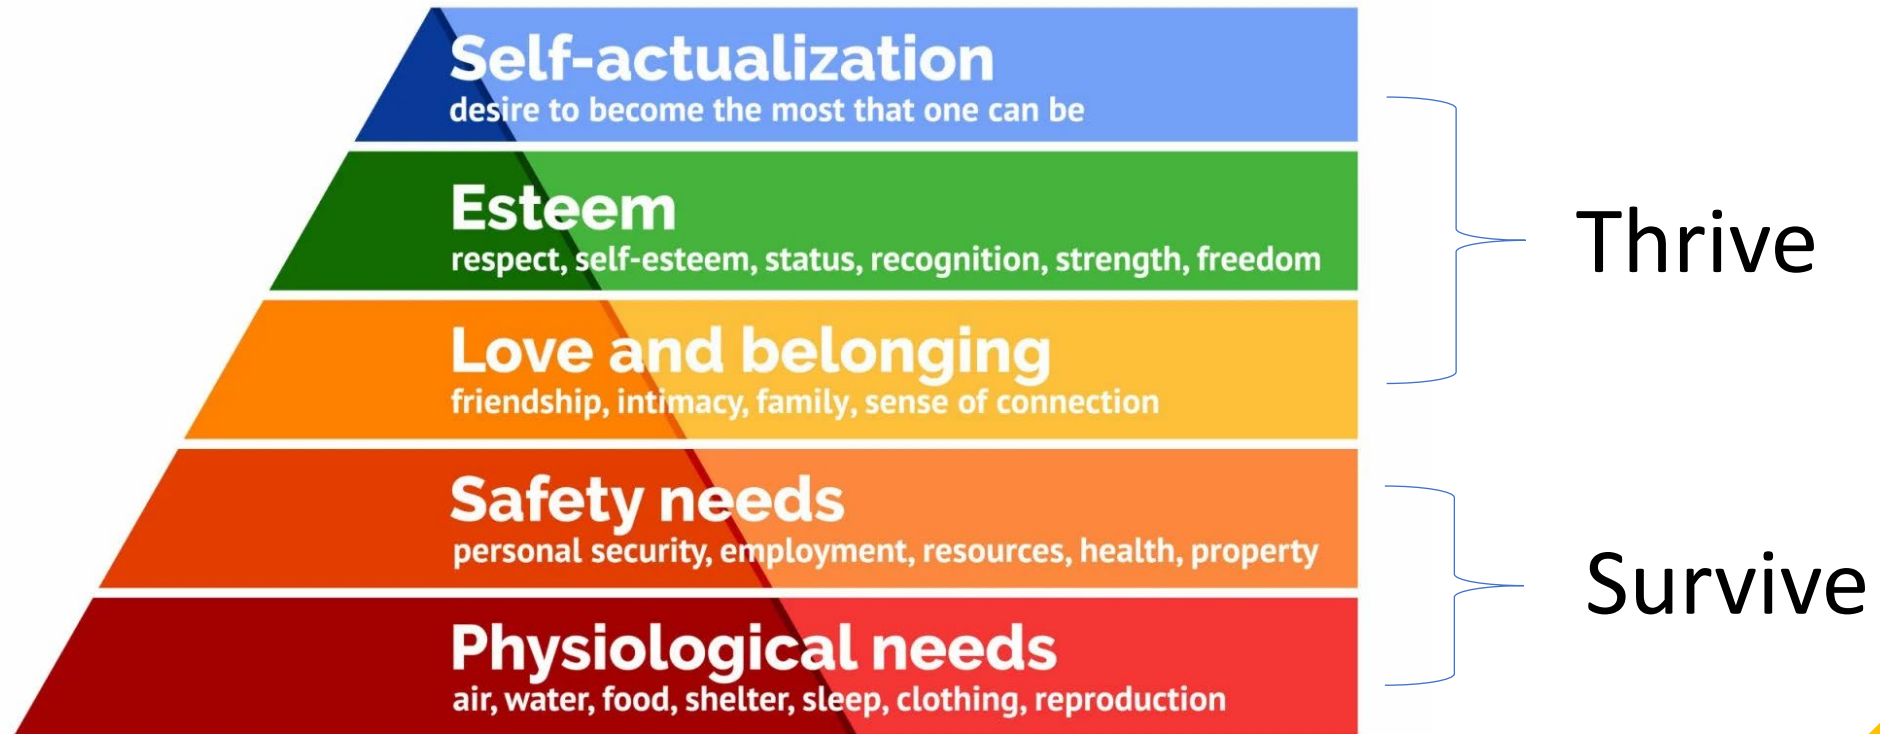 Self-actualization
desire to become the most that one can be
Esteem
respect, self-esteem, status, recognition, strength, freedom
Love and belonging
friendship, intimacy, family, sense of connection
Safety needs
personal security, employment, resources, health, property
Physiological needs
air, water, food, shelter, sleep, clothing, reproduction
Thrive
Survive